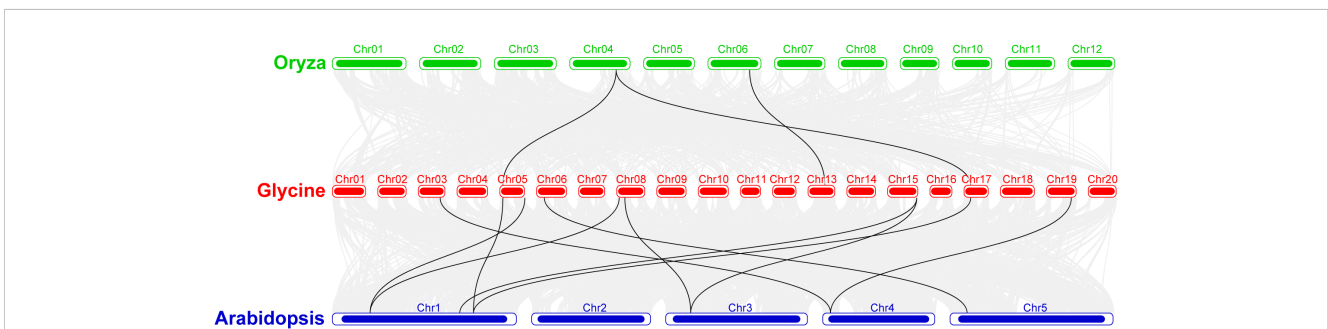 Chr01 Chr02 Chr03 Chr04 Chr05 Chr06 Chr07 Chr08 Chr09 Chr10 Chr11 Chr12
Oryza
Chr01 Chr02 Chr03 Chr04 Chr05 Chr06 Chr07 Chr08 Chr09 Chr10 Chr11 Chr12 Chr13 Chr14 Chr15 Chr16 Chr17 Chr18 Chr19 Chr20
Glycine
Chr1 Chr2 Chr3 Chr4 Chr5
Arabidopsis